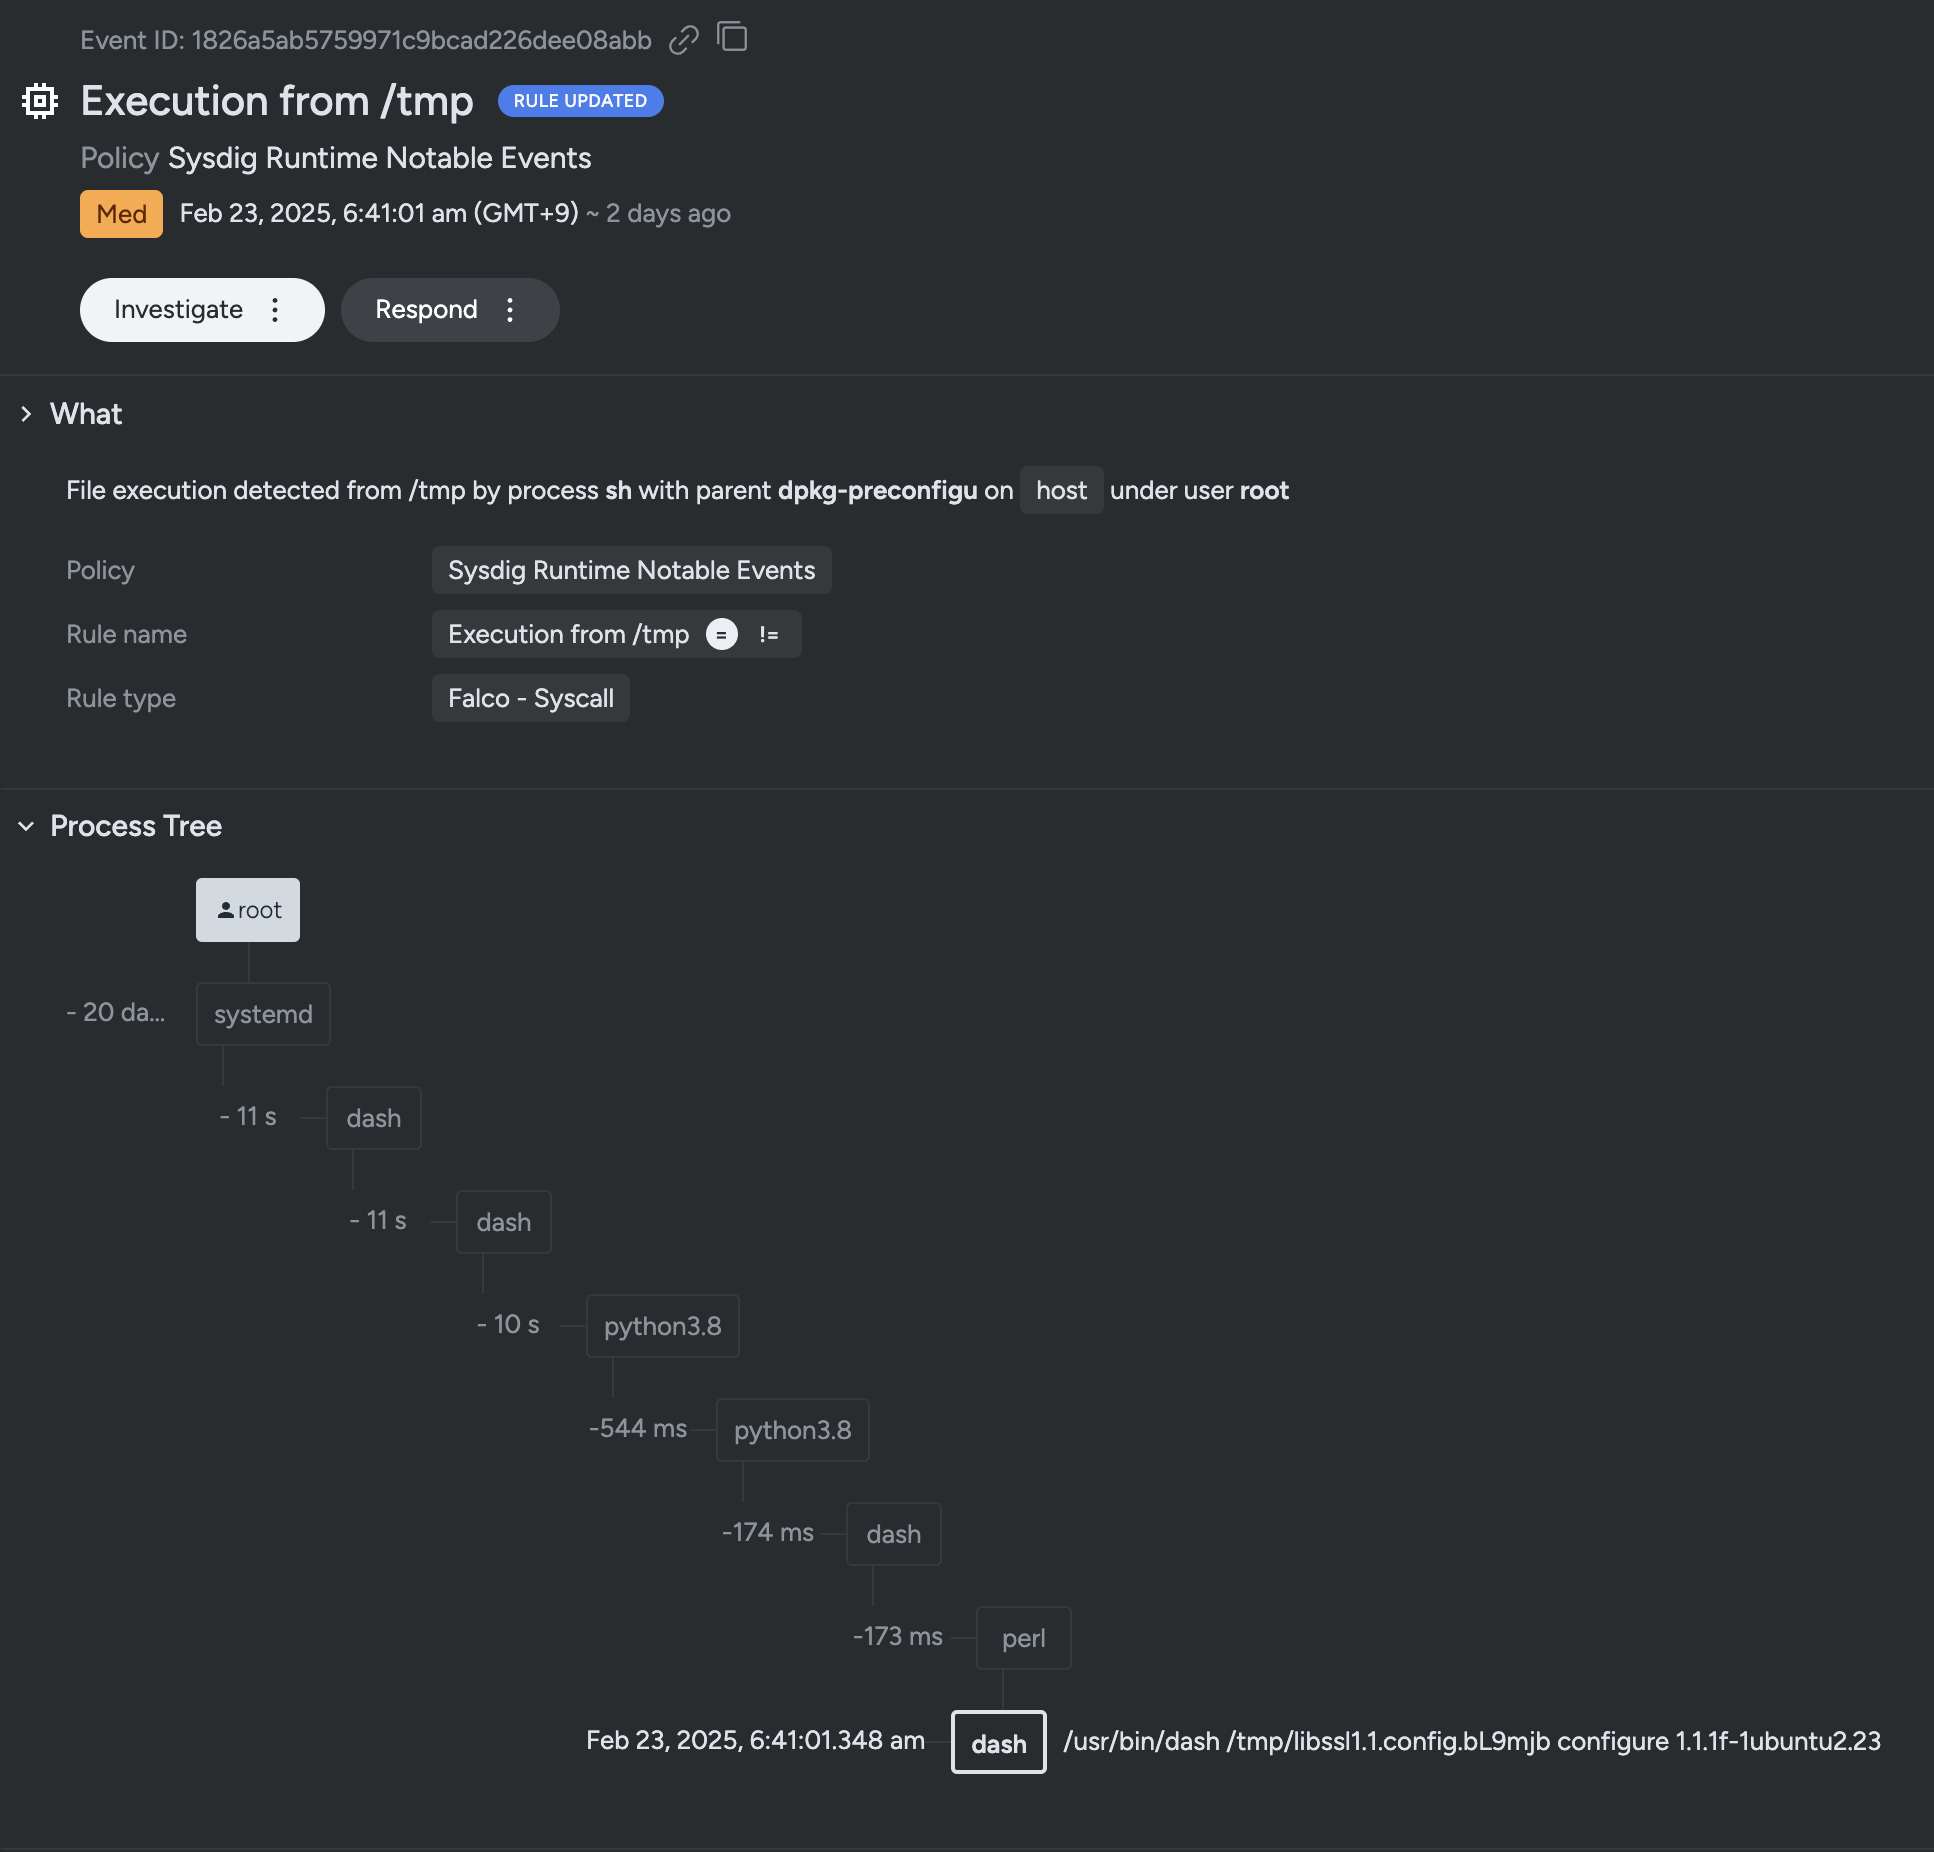 Event ID: 1826a5ab5759971c9bcad226dee08abb
Execution from /tmp RULE UPDATED
Policy Sysdig Runtime Notable Events
Med Feb 23, 2025, 6:41:01 am (GMT+9) ~ 2 days ago
Investigate Respond
What
File execution detected from /tmp by process sh with parent dpkg-preconfigu on host under user root
Policy Sysdig Runtime Notable Events
Rule name Execution from /tmp = !=
Rule type Falco - Syscall
Process Tree
root
- 20 da... systemd
- 11 s dash
- 11 s dash
- 10 s python3.8
-544 ms python3.8
-174 ms dash
-173 ms perl
Feb 23, 2025, 6:41:01.348 am dash /usr/bin/dash /tmp/libssl1.1.config.bL9mjb configure 1.1.1f-1ubuntu2.23